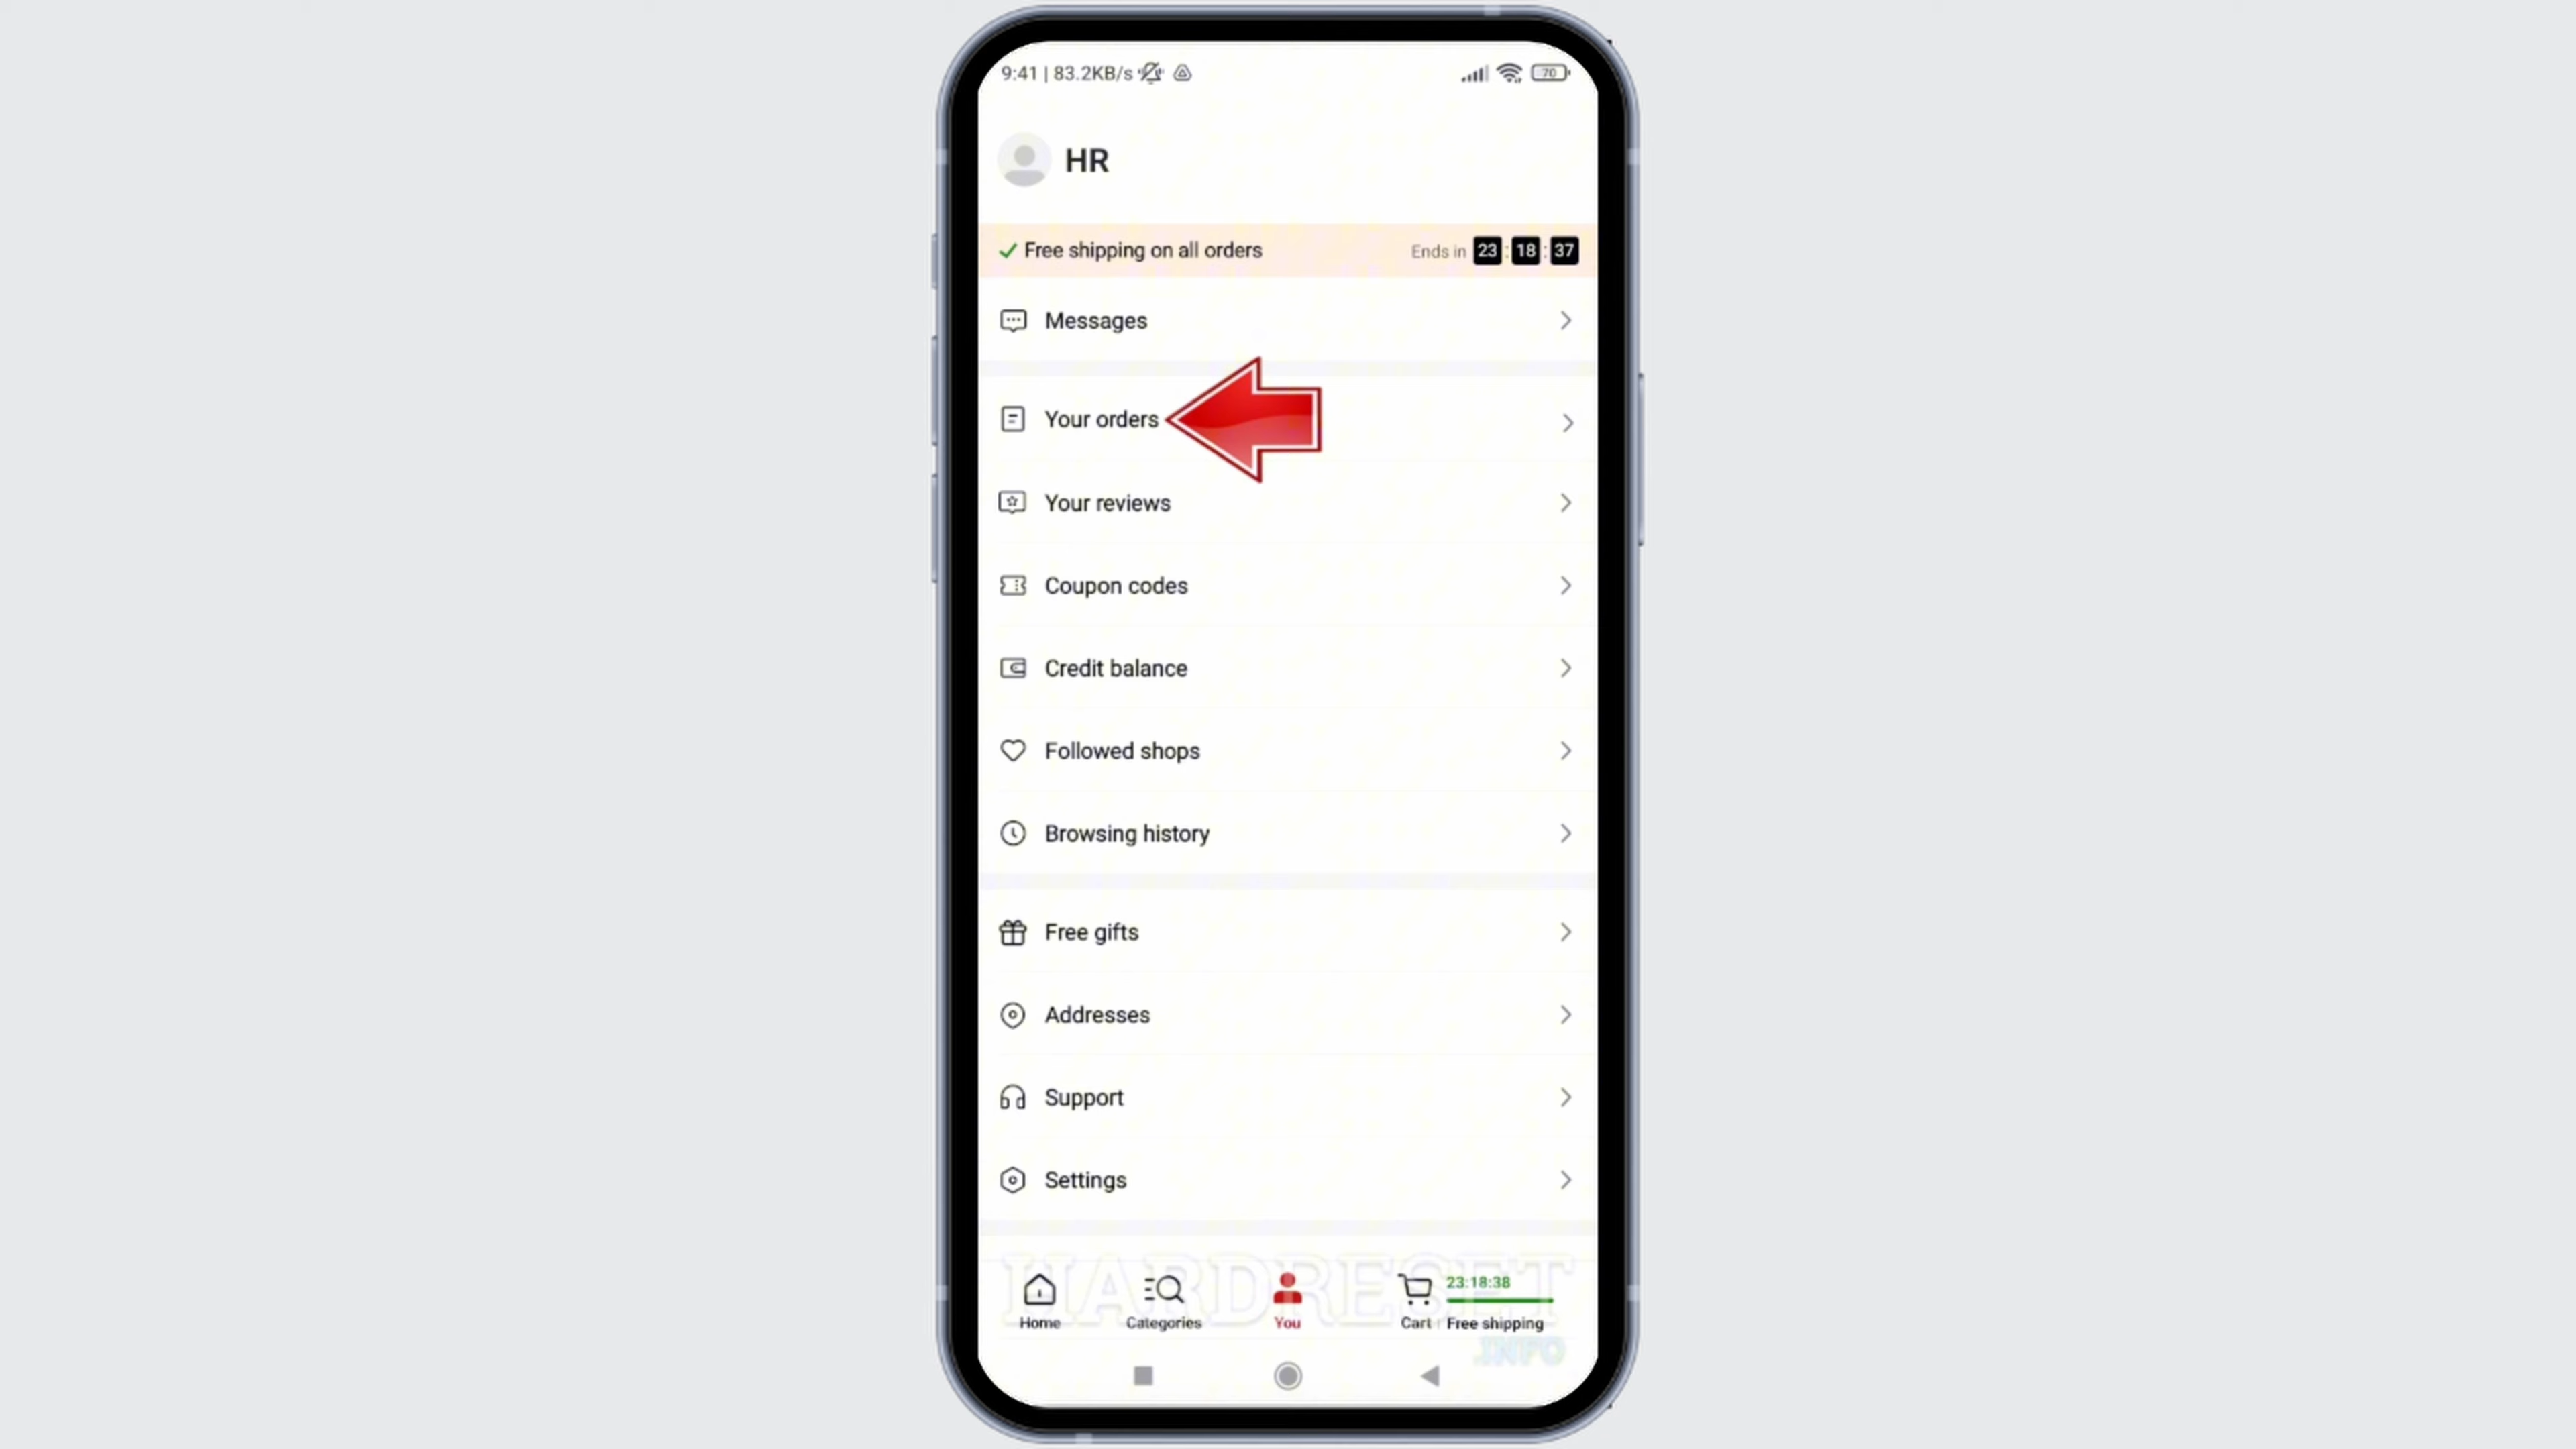 9:41 | 83.2KB/s
70
HR
Free shipping on all orders
Ends in 23 : 18 : 37
Messages
Your orders
Your reviews
Coupon codes
Credit balance
Followed shops
Browsing history
Free gifts
Addresses
Support
Settings
HARDRESET
.INFO
23:18:38
Home
Categories
You
Cart
Free shipping